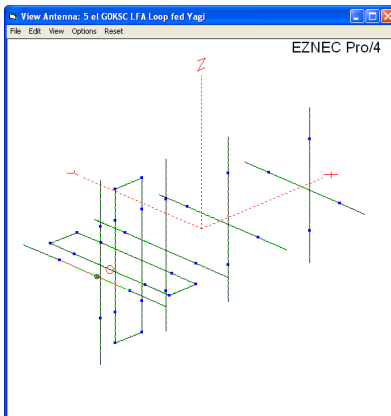 View Antenna: 5 el G0KSC LFA Loop fed Yagi
File Edit View Options Reset
EZNEC Pro/4
Z
Y
X